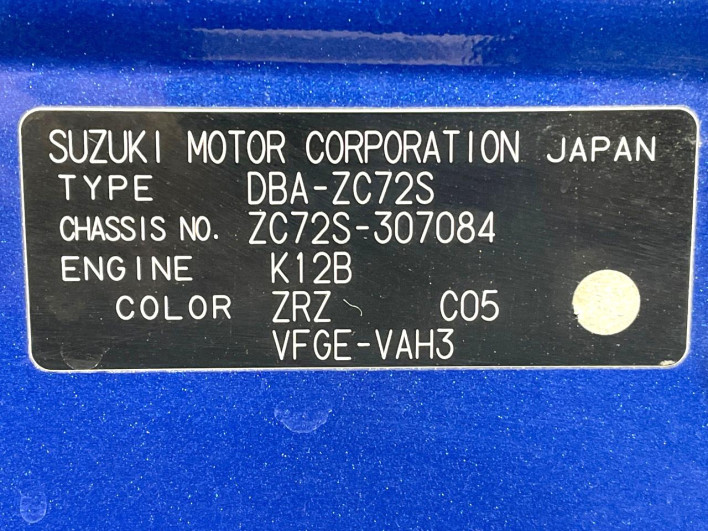 SUZUKI MOTOR CORPORATION JAPAN
TYPE DBA-ZC72S
CHASSIS NO. ZC72S-307084
ENGINE K12B
COLOR ZRZ C05
VFGE-VAH3